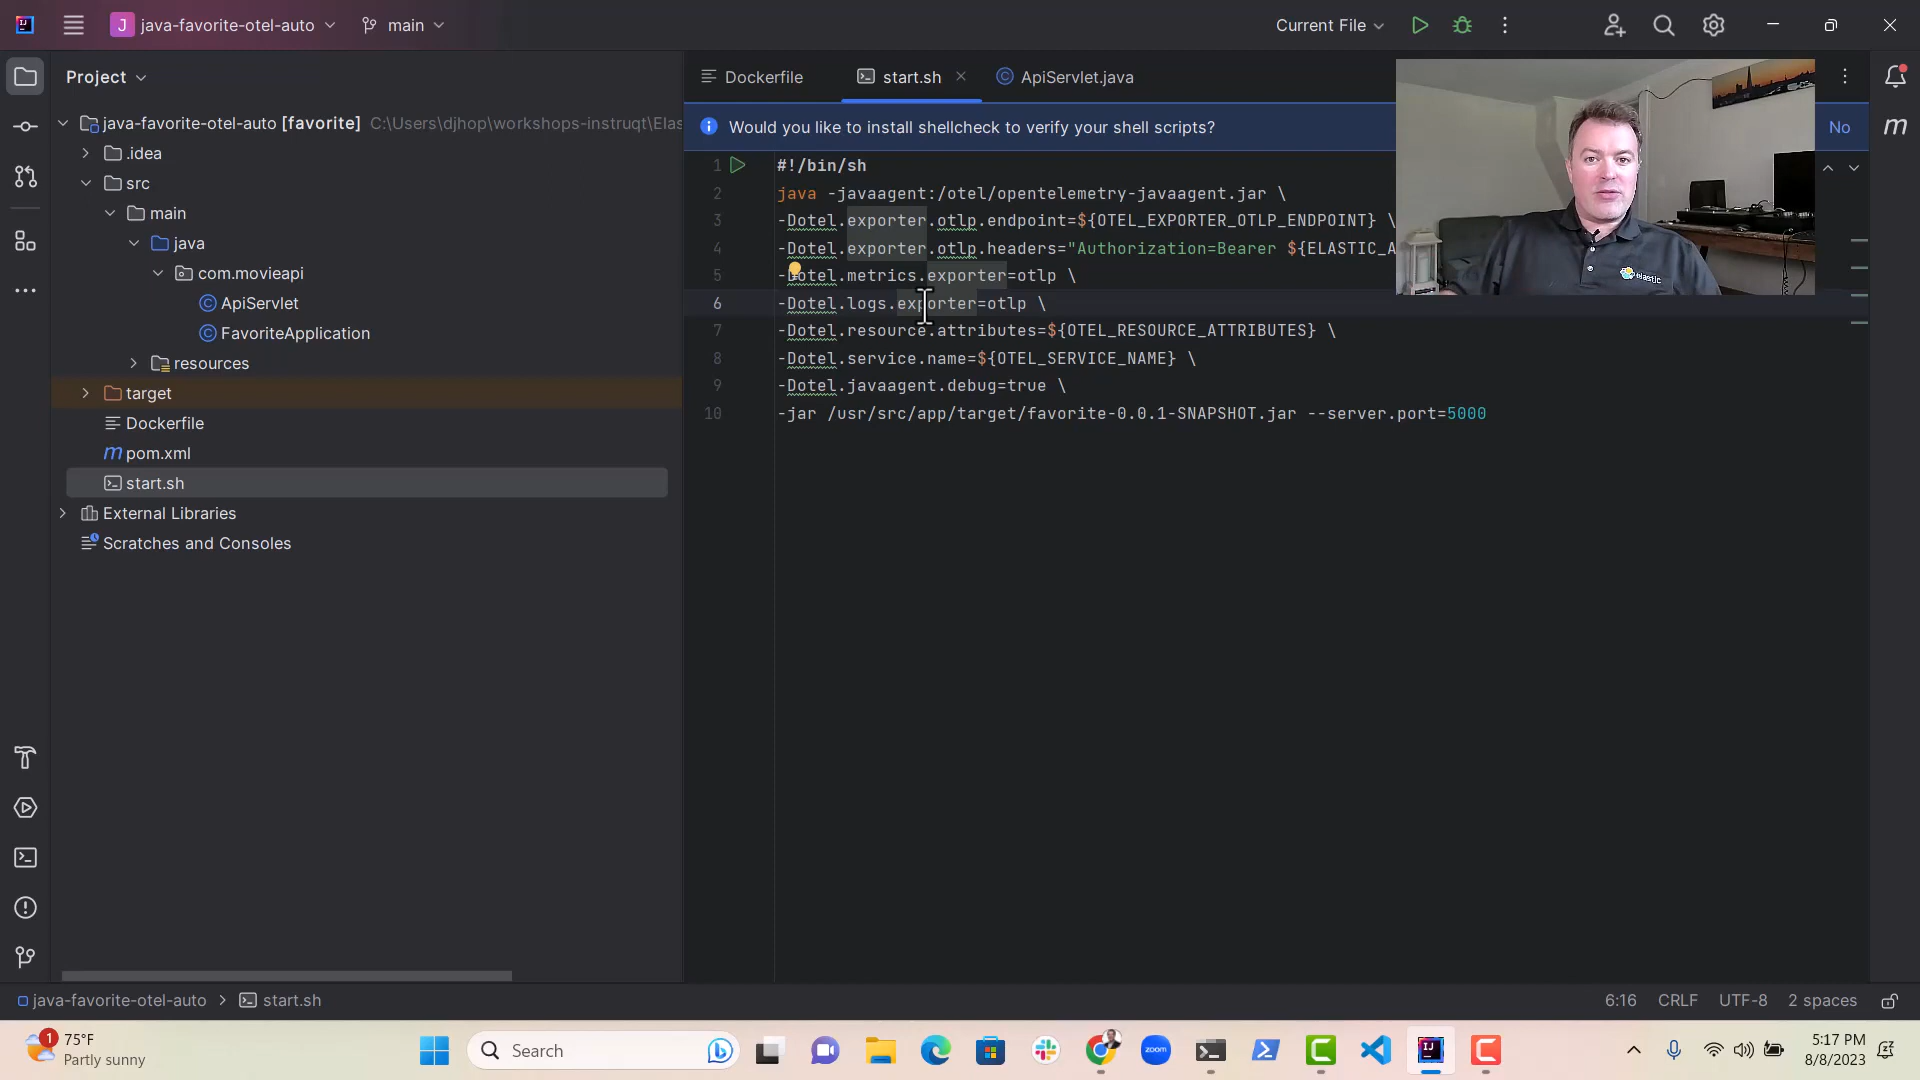 J java-favorite-otel-auto
main
Current File
Project
java-favorite-otel-auto [favorite] C:\Users\djhop\workshops-instruqt\Elas
.idea
src
main
java
com.movieapi
ApiServlet
FavoriteApplication
resources
target
Dockerfile
m pom.xml
start.sh
External Libraries
Scratches and Consoles
Dockerfile
start.sh
ApiServlet.java
Would you like to install shellcheck to verify your shell scripts?
No
m
1 #!/bin/sh
2 java -javaagent:/otel/opentelemetry-javaagent.jar \
3 -Dotel.exporter.otlp.endpoint=${OTEL_EXPORTER_OTLP_ENDPOINT} \
4 -Dotel.exporter.otlp.headers="Authorization=Bearer ${ELASTIC_A
5 -Dotel.metrics.exporter=otlp \
6 -Dotel.logs.exporter=otlp \
7 -Dotel.resource.attributes=${OTEL_RESOURCE_ATTRIBUTES} \
8 -Dotel.service.name=${OTEL_SERVICE_NAME} \
9 -Dotel.javaagent.debug=true \
10 -jar /usr/src/app/target/favorite-0.0.1-SNAPSHOT.jar --server.port=5000
elastic
java-favorite-otel-auto > start.sh
6:16 CRLF UTF-8 2 spaces
1
75°F
Partly sunny
Search
zoom
5:17 PM
8/8/2023